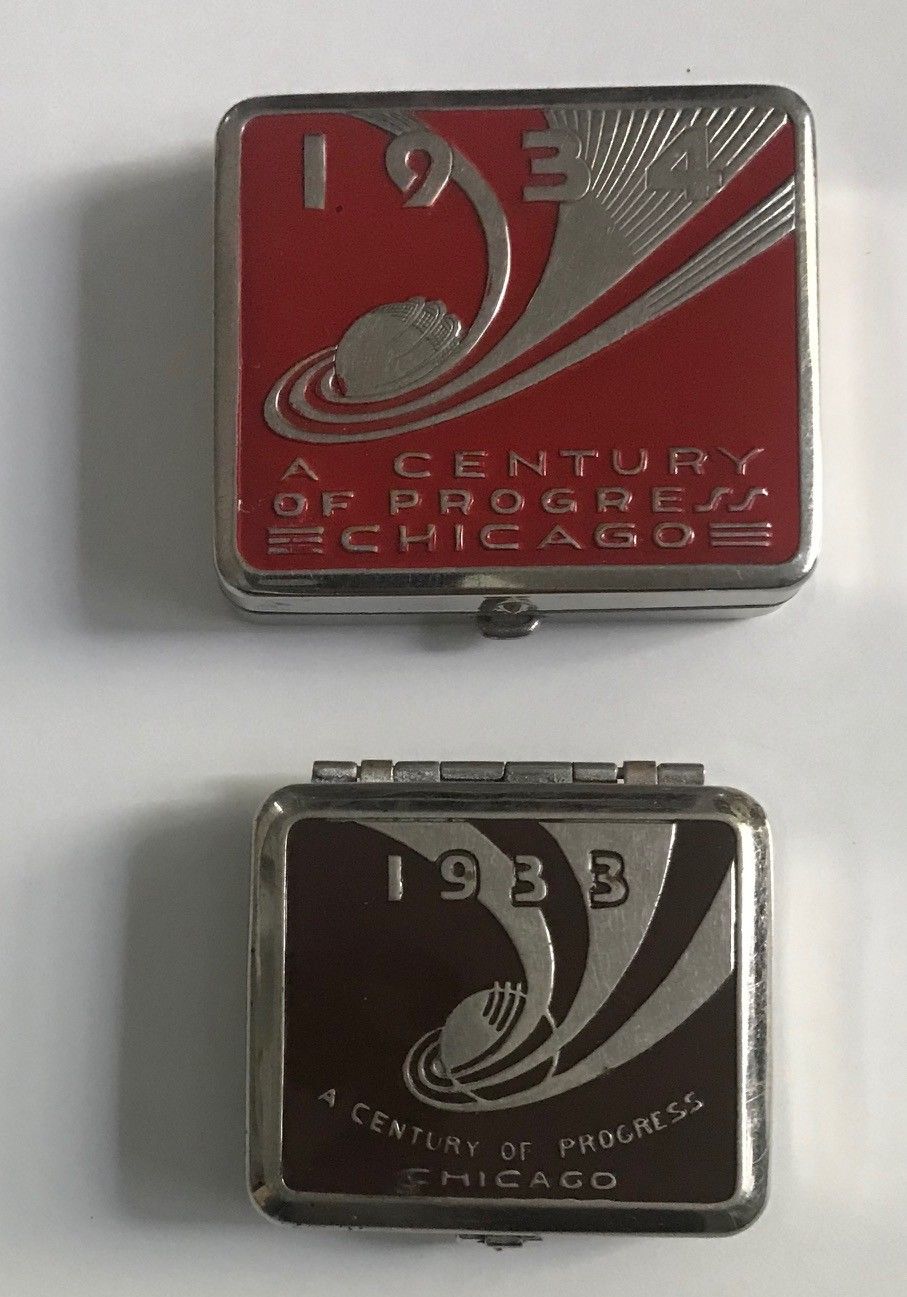 1934
A CENTURY
OF PROGRESS
CHICAGO
1933
A CENTURY OF PROGRESS
CHICAGO